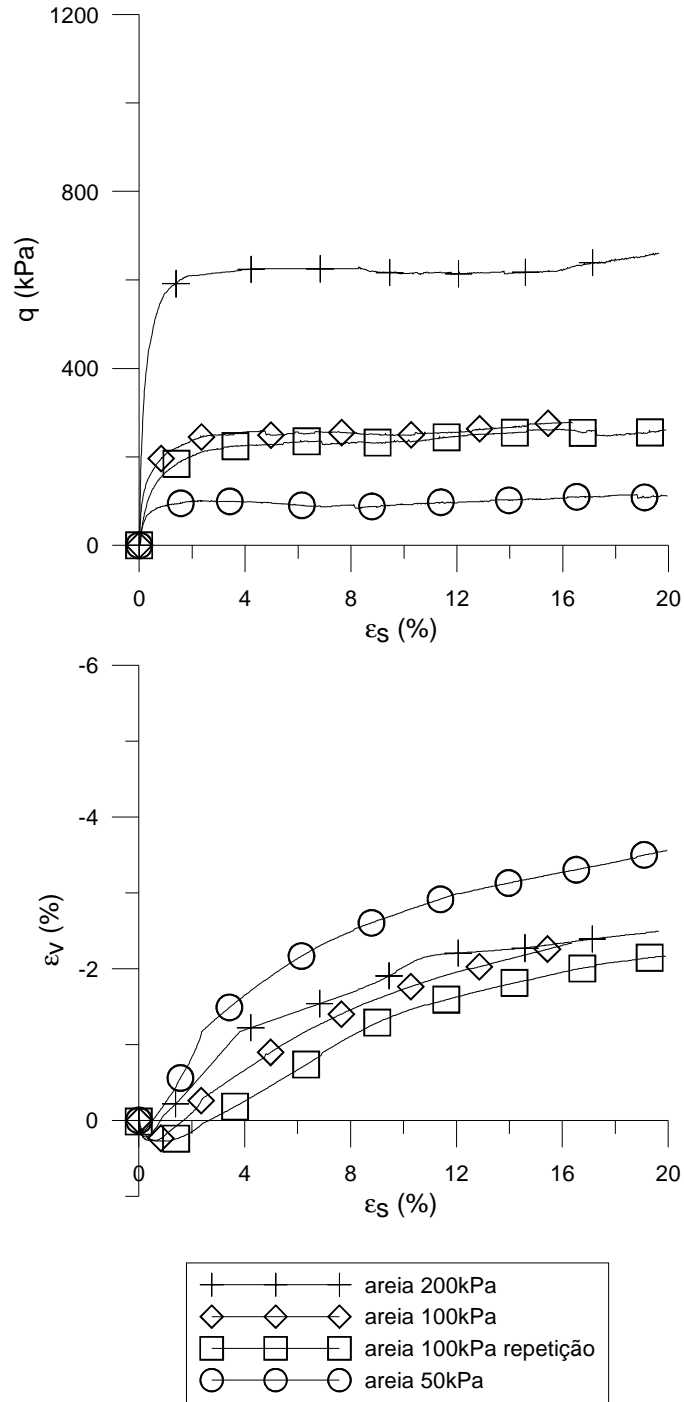 1200
800
400
0
q (kPa)
0 4 8 12 16 20
εs (%)
-6
-4
-2
0
εv (%)
0 4 8 12 16 20
εs (%)
areia 200kPa
areia 100kPa
areia 100kPa repetição
areia 50kPa